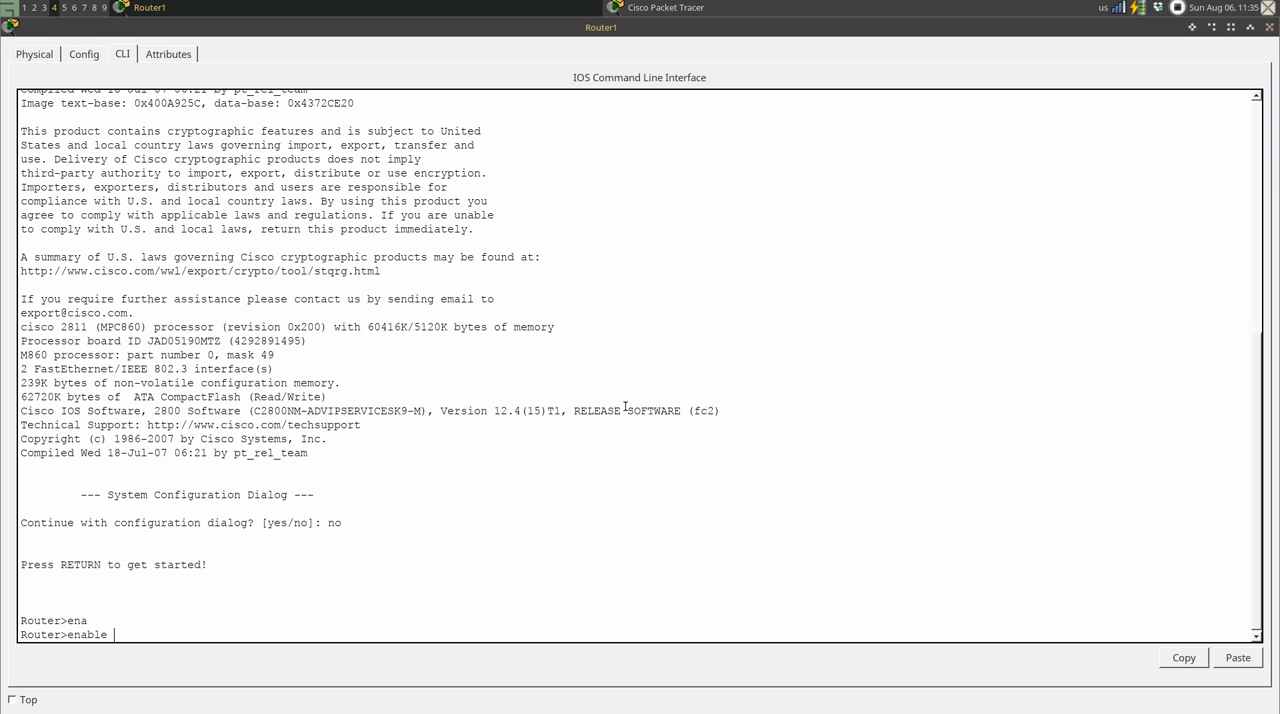 1 2 3 4 5 6 7 8 9 Router1 Cisco Packet Tracer us Sun Aug 06, 11:35
Router1
Physical Config CLI Attributes
IOS Command Line Interface
Compiled Wed 18-Jul-07 06:21 by pt_rel_team
Image text-base: 0x400A925C, data-base: 0x4372CE20
This product contains cryptographic features and is subject to United
States and local country laws governing import, export, transfer and
use. Delivery of Cisco cryptographic products does not imply
third-party authority to import, export, distribute or use encryption.
Importers, exporters, distributors and users are responsible for
compliance with U.S. and local country laws. By using this product you
agree to comply with applicable laws and regulations. If you are unable
to comply with U.S. and local laws, return this product immediately.
A summary of U.S. laws governing Cisco cryptographic products may be found at:
http://www.cisco.com/wwl/export/crypto/tool/stqrg.html
If you require further assistance please contact us by sending email to
export@cisco.com.
cisco 2811 (MPC860) processor (revision 0x200) with 60416K/5120K bytes of memory
Processor board ID JAD05190MTZ (4292891495)
M860 processor: part number 0, mask 49
2 FastEthernet/IEEE 802.3 interface(s)
239K bytes of non-volatile configuration memory.
62720K bytes of  ATA CompactFlash (Read/Write)
Cisco IOS Software, 2800 Software (C2800NM-ADVIPSERVICESK9-M), Version 12.4(15)T1, RELEASE SOFTWARE (fc2)
Technical Support: http://www.cisco.com/techsupport
Copyright (c) 1986-2007 by Cisco Systems, Inc.
Compiled Wed 18-Jul-07 06:21 by pt_rel_team
--- System Configuration Dialog ---
Continue with configuration dialog? [yes/no]: no
Press RETURN to get started!
Router>ena
Router>enable
Copy Paste
Top